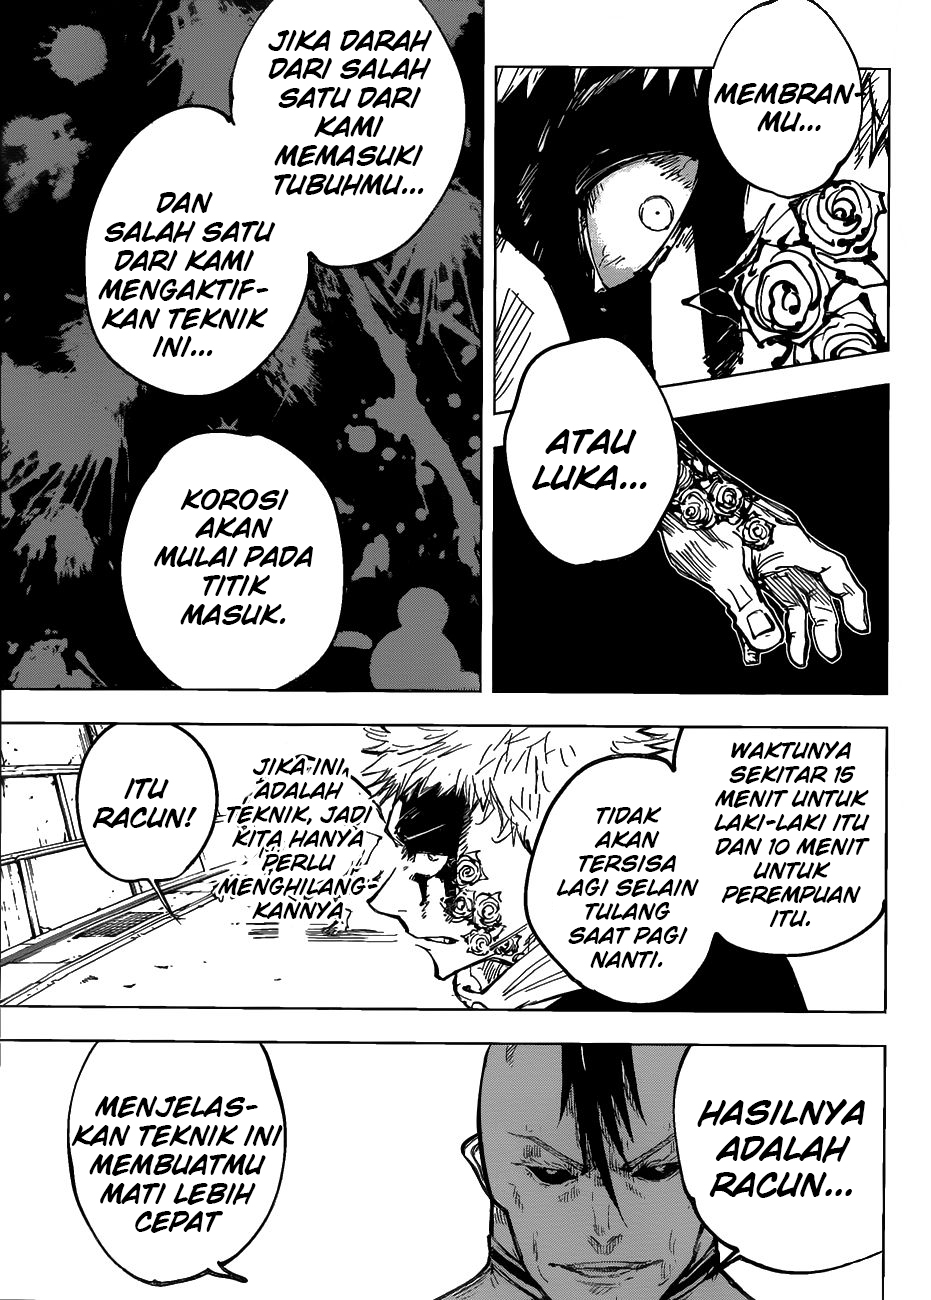 MEMBRAN-
MU...
ATAU
LUKA...
JIKA DARAH
DARI SALAH
SATU DARI
KAMI
MEMASUKI
TUBUHMU...
DAN
SALAH SATU
DARI KAMI
MENGAKTIF-
KAN TEKNIK
INI...
KOROSI
AKAN
MULAI PADA
TITIK
MASUK.
WAKTUNYA
SEKITAR 15
MENIT UNTUK
LAKI-LAKI ITU
DAN 10 MENIT
UNTUK
PEREMPUAN
ITU.
TIDAK
AKAN
TERSISA
LAGI SELAIN
TULANG
SAAT PAGI
NANTI.
JIKA INI
ADALAH
TEKNIK, JADI
KITA HANYA
PERLU
MENGHILANG-
KANNYA
ITU
RACUN!
HASILNYA
ADALAH
RACUN...
MENJELAS-
KAN TEKNIK INI
MEMBUATMU
MATI LEBIH
CEPAT